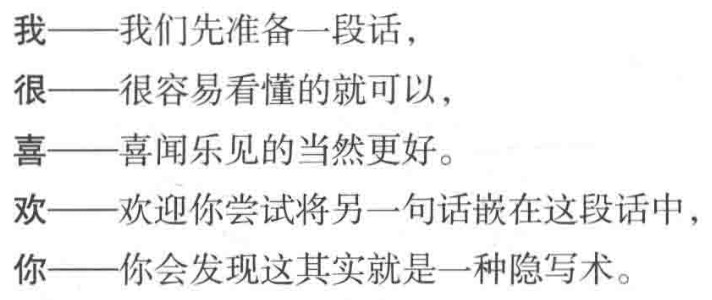 我——我们先准备一段话，
很——很容易看懂的就可以，
喜——喜闻乐见的当然更好。
欢——欢迎你尝试将另一句话嵌在这段话中，
你——你会发现这其实就是一种隐写术。